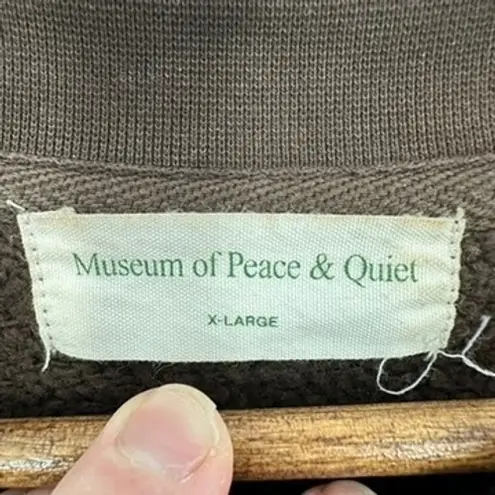 Museum of Peace & Quiet
X-LARGE